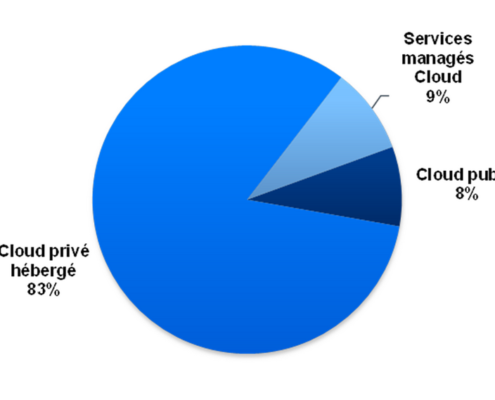 Services
managés
Cloud
9%
Cloud pub
8%
Cloud privé
hébergé
83%